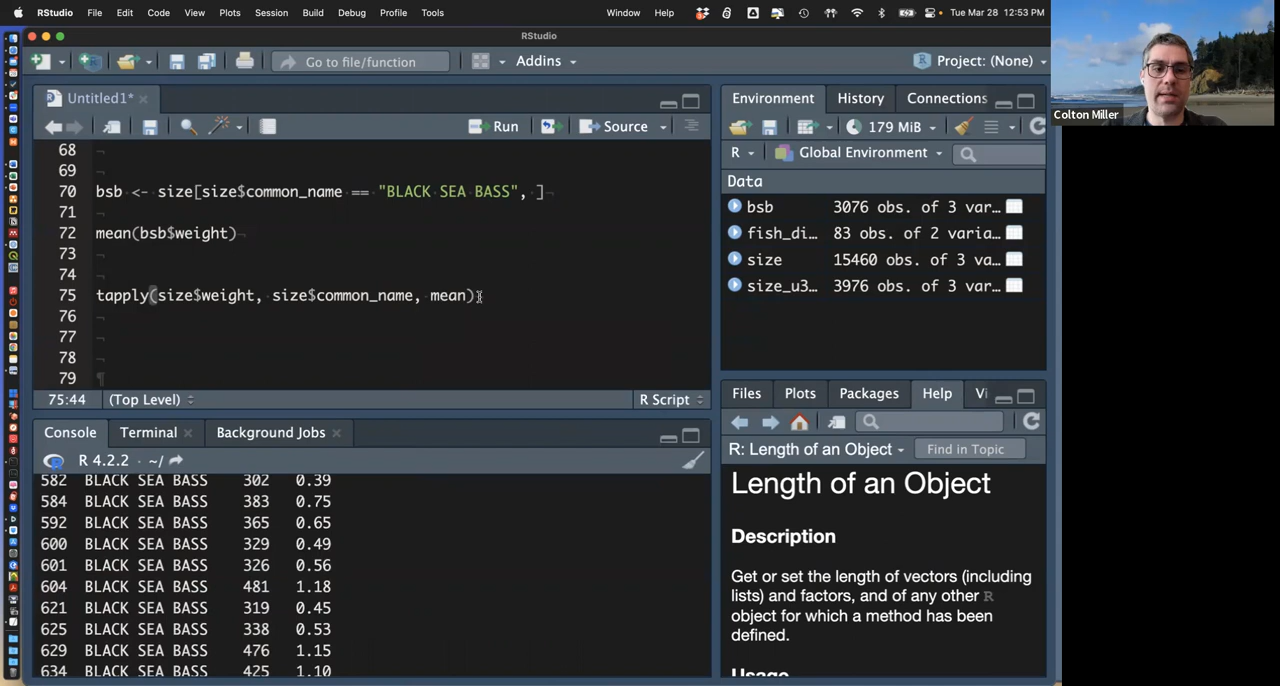 RStudio File Edit Code View Plots Session Build Debug Profile Tools Window Help Tue Mar 28 12:53 PM
RStudio
Go to file/function Addins Project: (None)
Untitled1*
Run Source
68
69
70 bsb <- size[size$common_name == "BLACK SEA BASS", ]
71
72 mean(bsb$weight)
73
74
75 tapply(size$weight, size$common_name, mean)
76
77
78
79
75:44 (Top Level) R Script
Console Terminal Background Jobs
R 4.2.2 · ~/
582 BLACK SEA BASS 302 0.39
584 BLACK SEA BASS 383 0.75
592 BLACK SEA BASS 365 0.65
600 BLACK SEA BASS 329 0.49
601 BLACK SEA BASS 326 0.56
604 BLACK SEA BASS 481 1.18
621 BLACK SEA BASS 319 0.45
625 BLACK SEA BASS 338 0.53
629 BLACK SEA BASS 476 1.15
634 BLACK SEA BASS 425 1.10
Environment History Connections
179 MiB
R Global Environment
Data
bsb 3076 obs. of 3 var…
fish_di… 83 obs. of 2 varia…
size 15460 obs. of 3 va…
size_u3… 3976 obs. of 3 var…
Files Plots Packages Help Vi
R: Length of an Object Find in Topic
Length of an Object
Description
Get or set the length of vectors (including
lists) and factors, and of any other R
object for which a method has been
defined.
Usage
Colton Miller